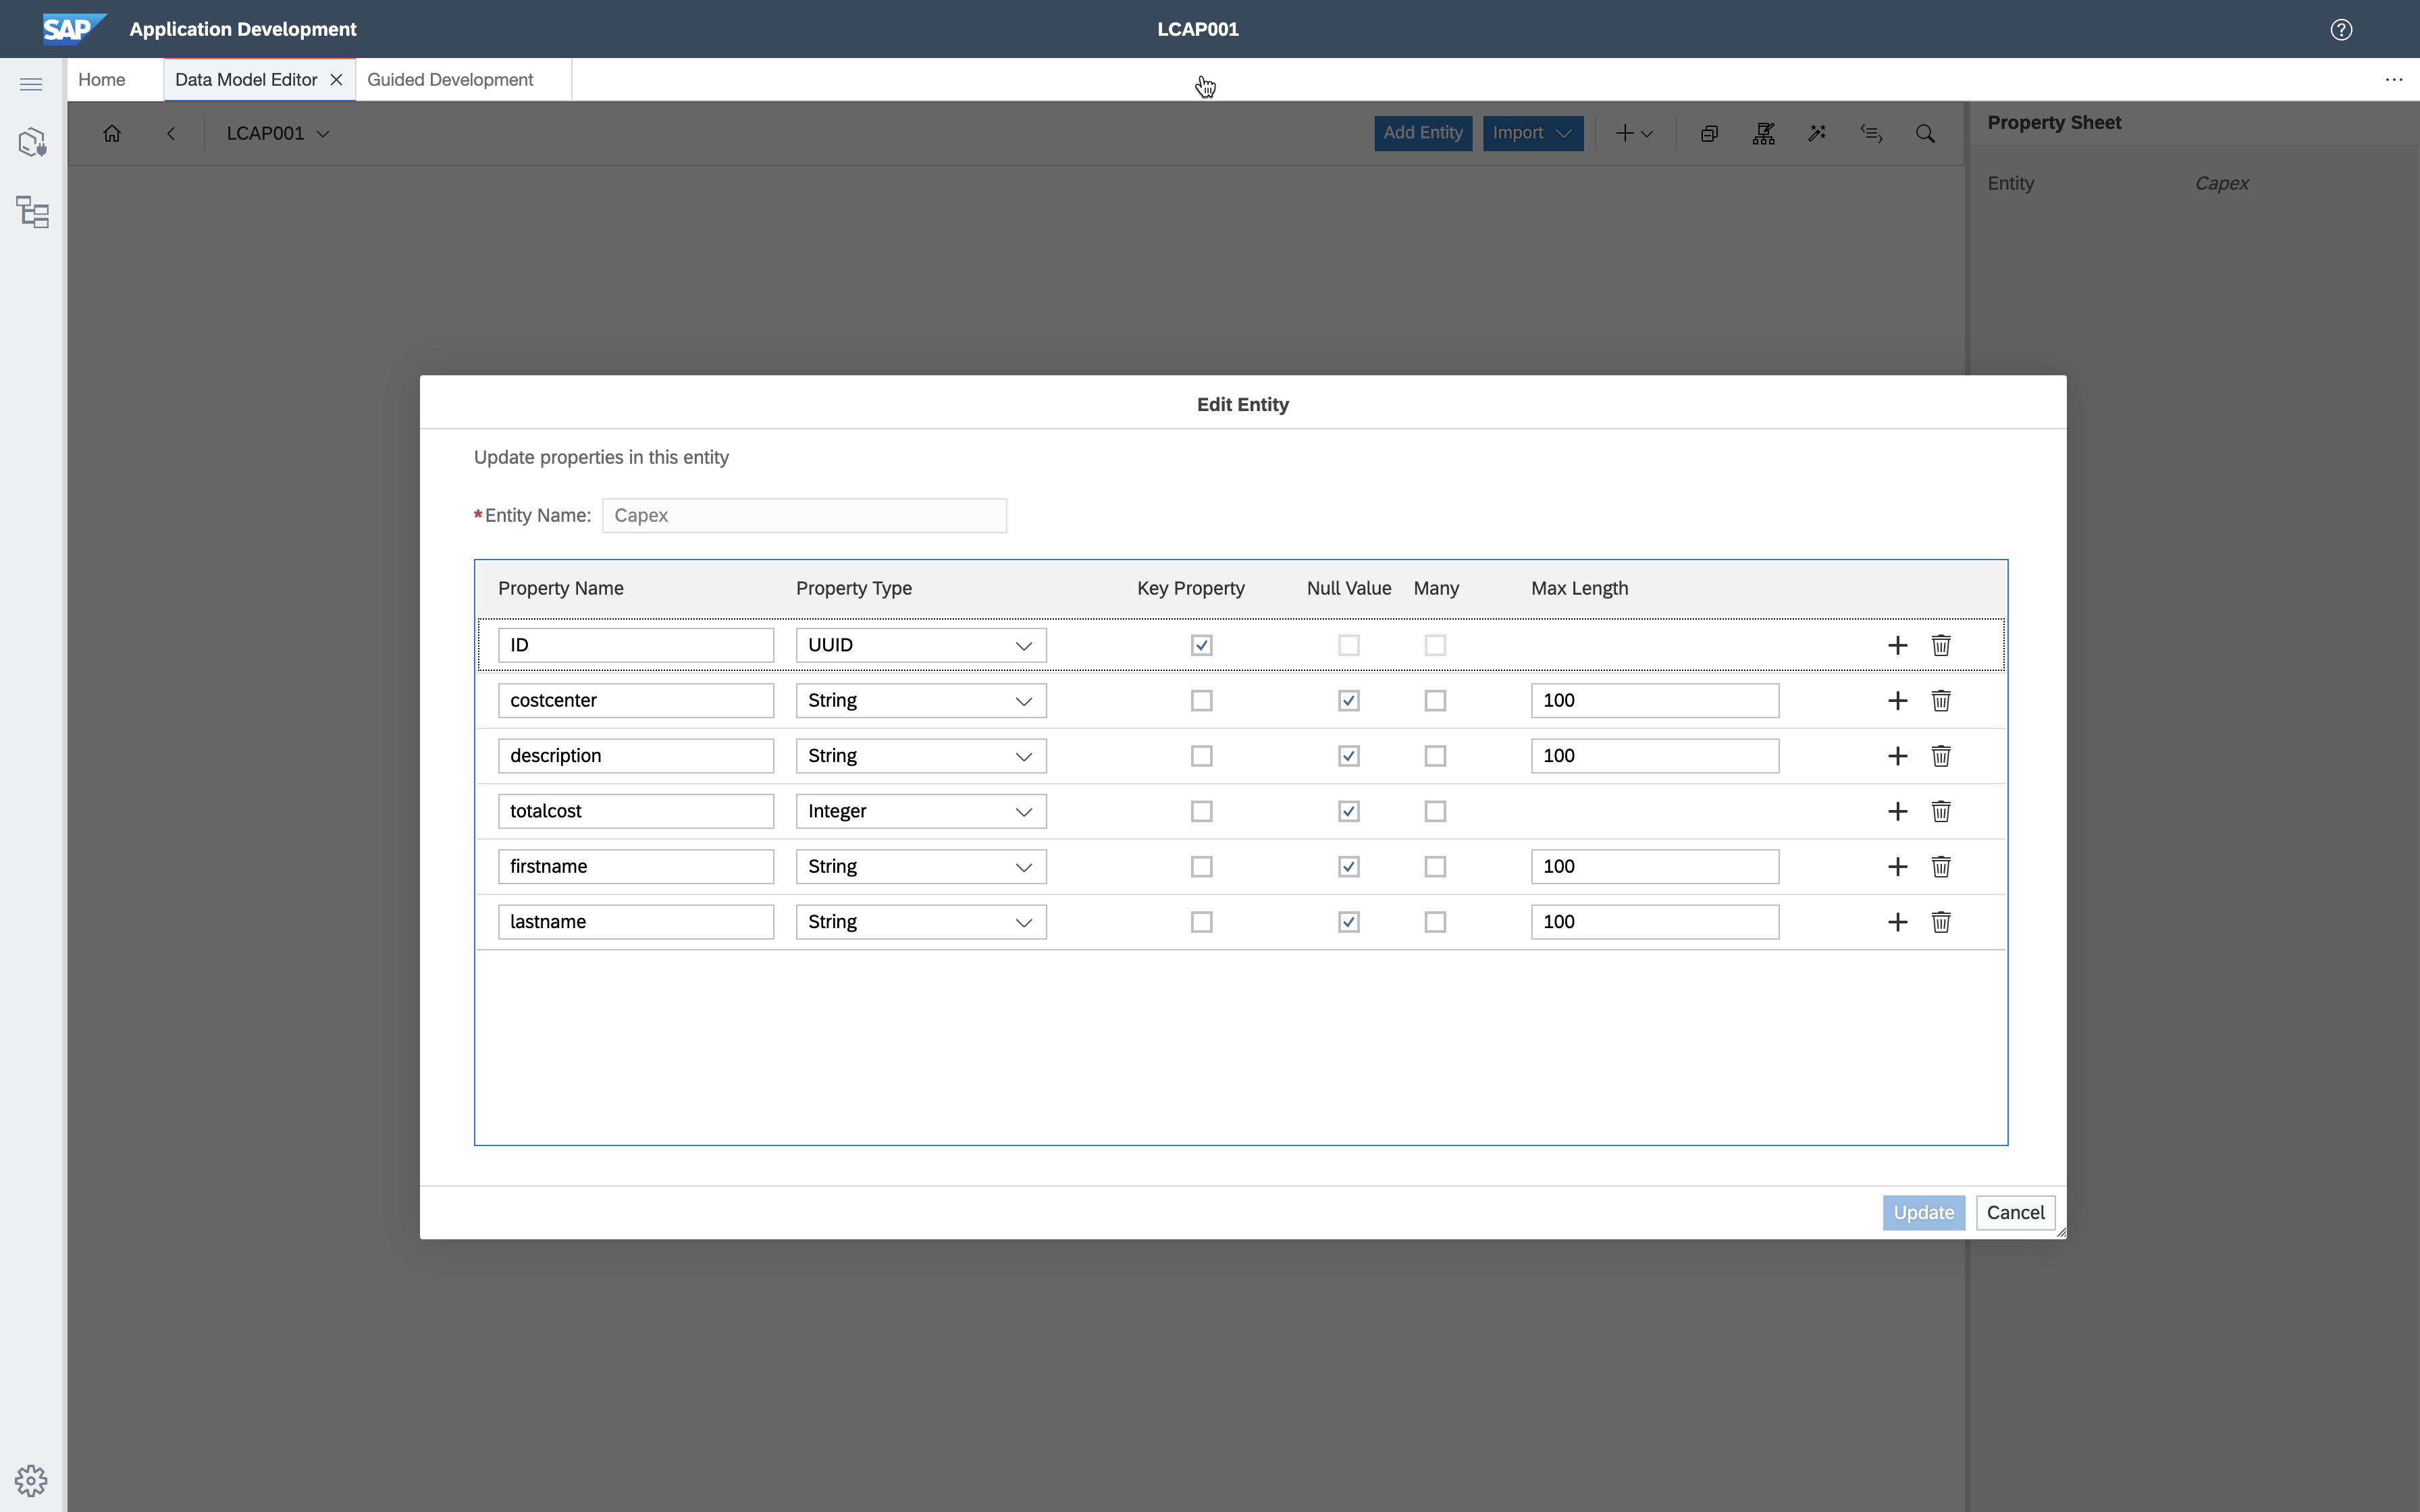 SAP Application Development LCAP001
Home Data Model Editor Guided Development
LCAP001 Add Entity Import
Property Sheet
Entity Capex
Edit Entity
Update properties in this entity
*Entity Name: Capex
Property Name Property Type Key Property Null Value Many Max Length
ID UUID
costcenter String 100
description String 100
totalcost Integer
firstname String 100
lastname String 100
Update Cancel